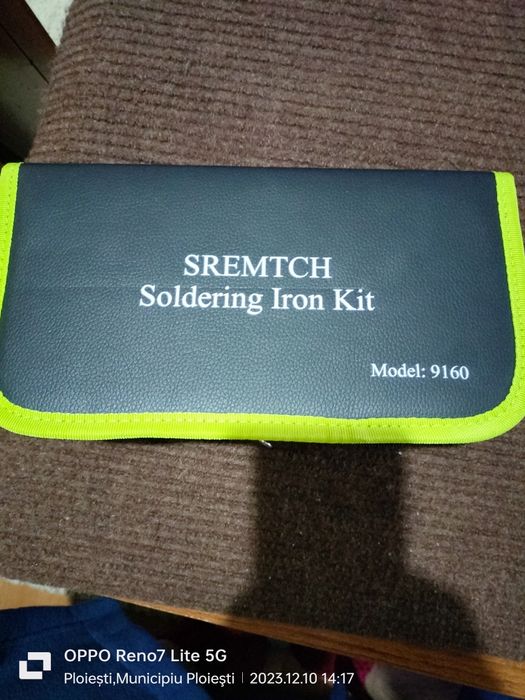 SREMTCH
Soldering Iron Kit
Model: 9160
OPPO Reno7 Lite 5G
Ploiești,Municipiu Ploiești | 2023.12.10 14:17